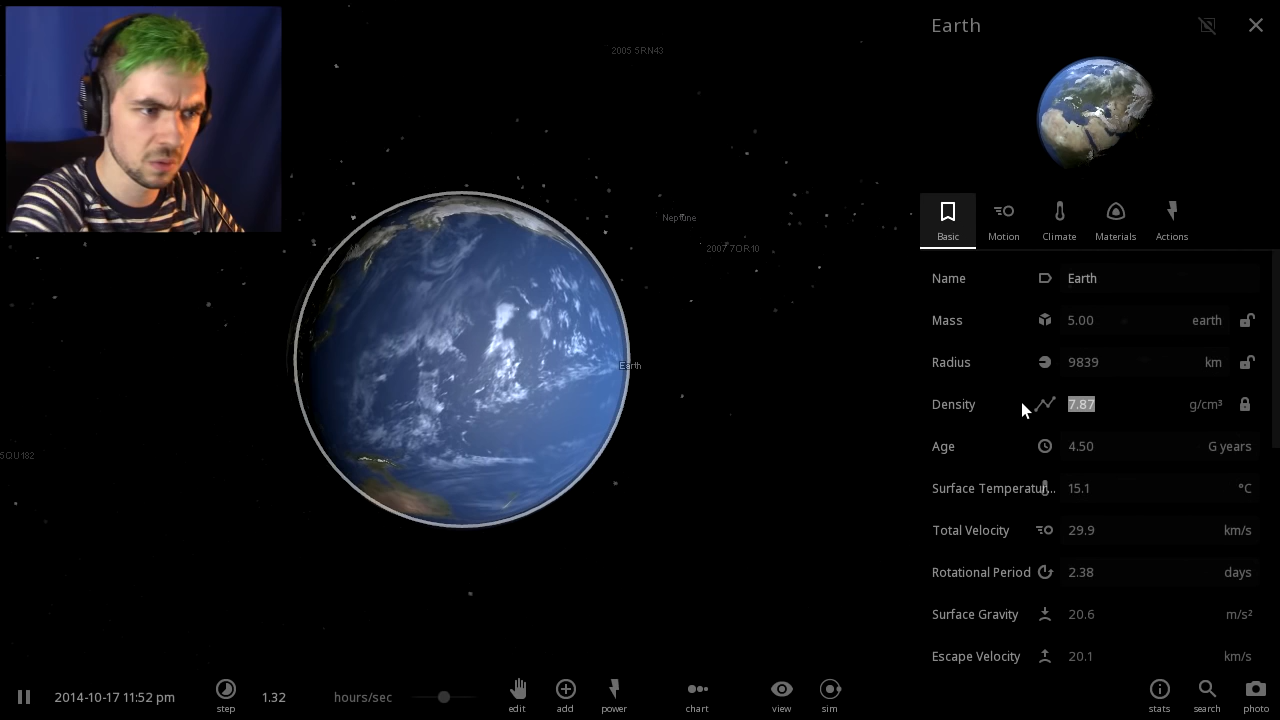 Earth
2005 SRN43
Neptune
2007 7OR10
Earth
Basic
Motion
Climate
Materials
Actions
Name Earth
Mass 5.00 earth
Radius 9839 km
Density 7.87 g/cm³
Age 4.50 G years
Surface Temperatur... 15.1 °C
Total Velocity 29.9 km/s
Rotational Period 2.38 days
Surface Gravity 20.6 m/s²
Escape Velocity 20.1 km/s
2014-10-17 11:52 pm
step
1.32 hours/sec
edit
add
power
chart
view
sim
stats
search
photo